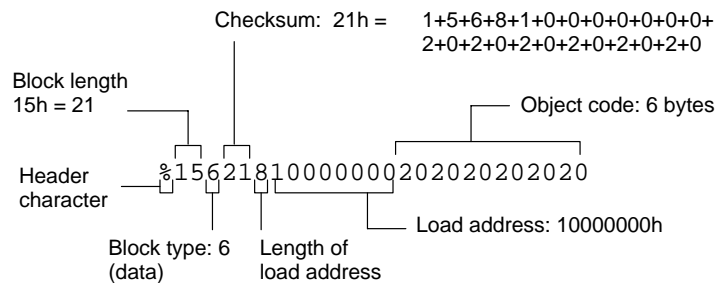 Checksum: 21h = 1+5+6+8+1+0+0+0+0+0+0+0+
2+0+2+0+2+0+2+0+2+0+2+0
Block length
15h = 21
Object code: 6 bytes
%15621810000000202020202020
Header
character
Load address: 10000000h
Block type: 6
(data)
Length of
load address